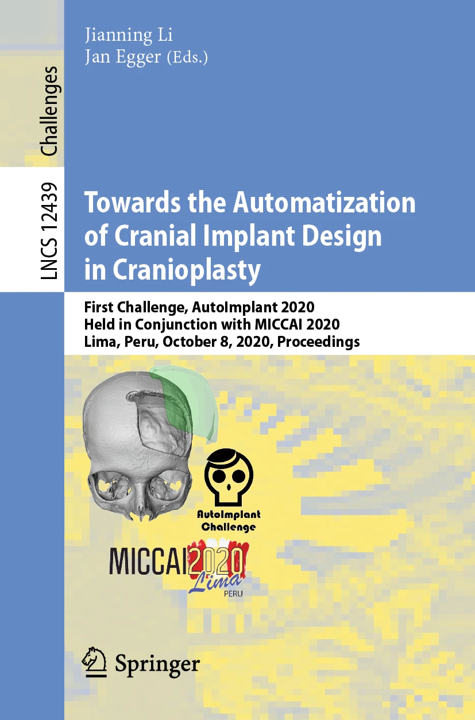 Jianning Li
Jan Egger (Eds.)
Challenges
LNCS 12439
Towards the Automatization
of Cranial Implant Design
in Cranioplasty
First Challenge, AutoImplant 2020
Held in Conjunction with MICCAI 2020
Lima, Peru, October 8, 2020, Proceedings
AutoImplant
Challenge
MICCAI2020
Lima
PERU
Springer